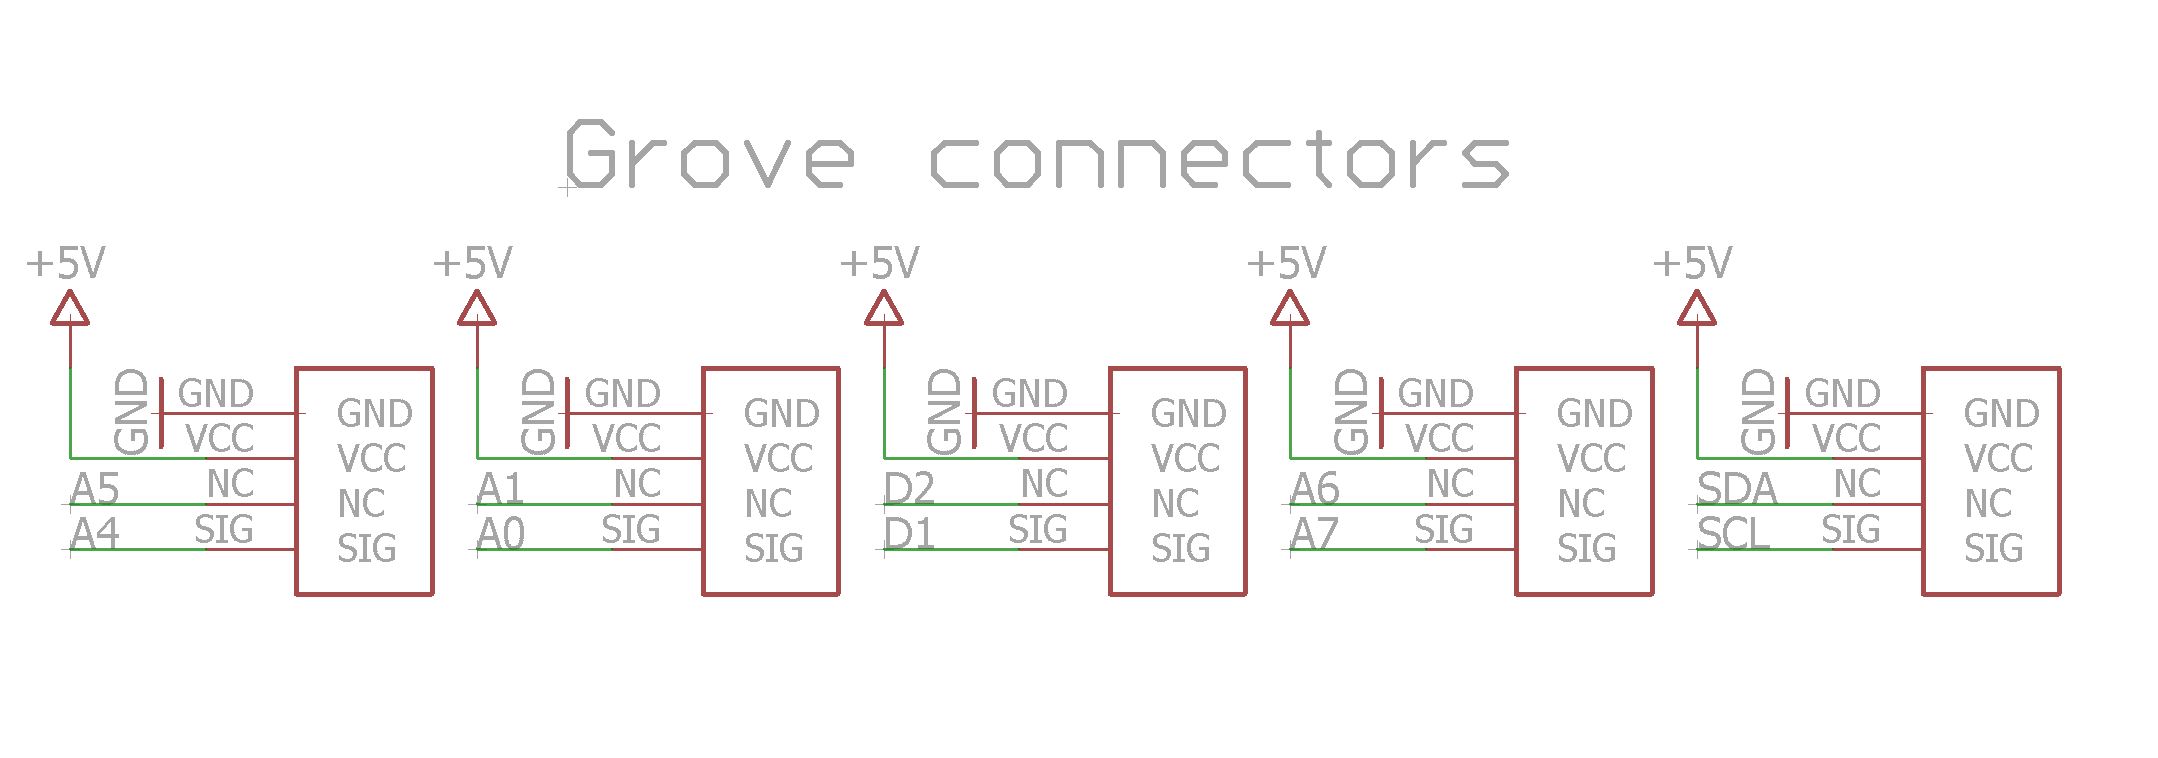 Grove connectors
+5V +5V +5V +5V +5V
GND GND GND GND GND GND GND GND GND GND GND GND GND GND GND
VCC VCC VCC VCC VCC VCC VCC VCC VCC VCC
A5 NC NC A1 NC NC D2 NC NC A6 NC NC SDA NC NC
A4 SIG SIG A0 SIG SIG D1 SIG SIG A7 SIG SIG SCL SIG SIG